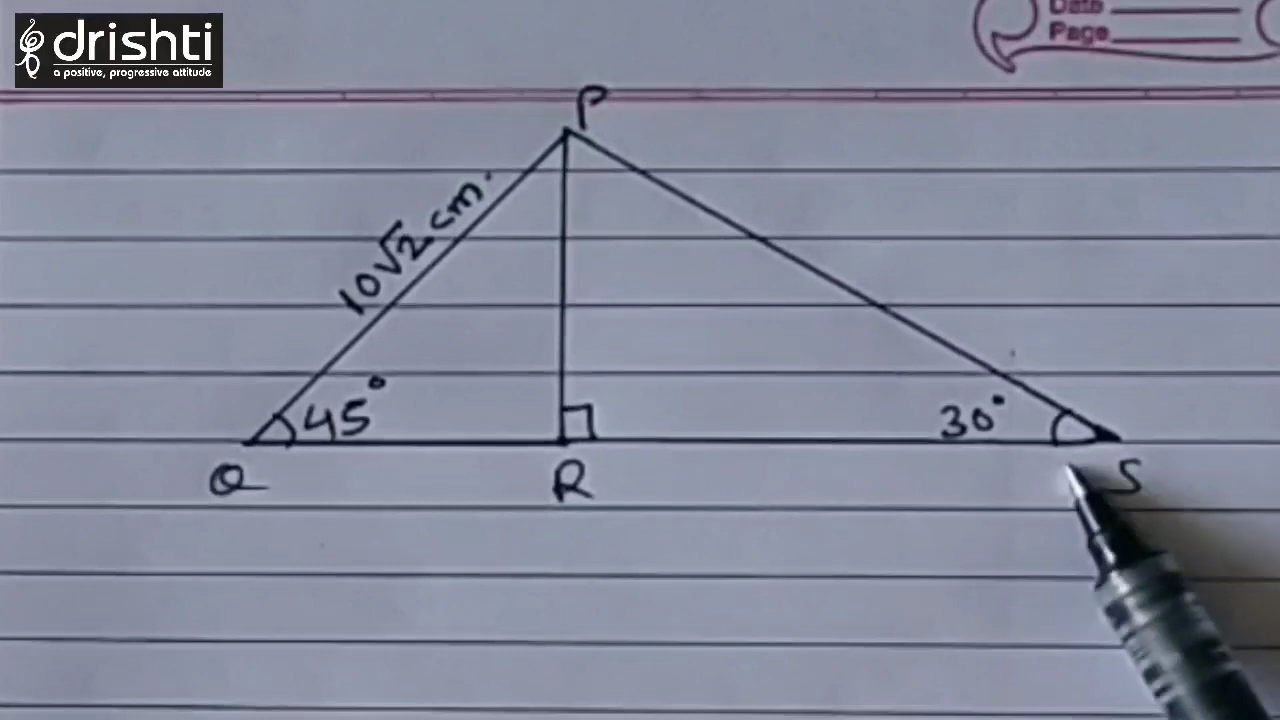 drishti
a positive, progressive attitude
Date
Page
P
10√2 cm.
45°
30°
Q
R
S